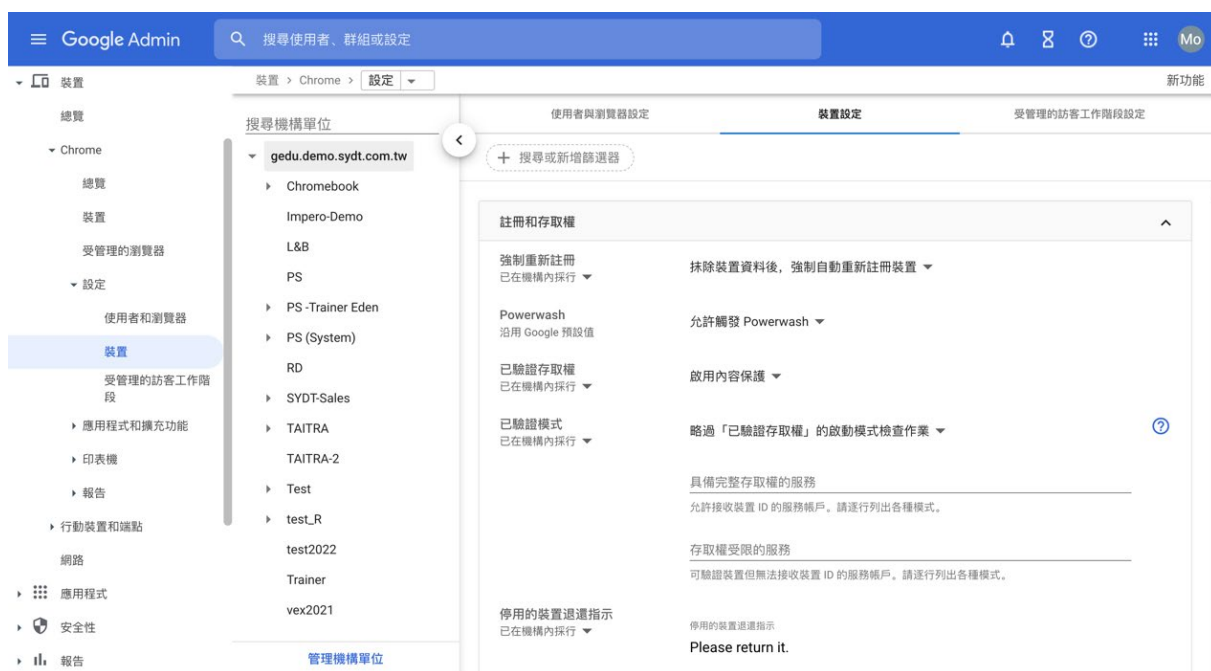 Google Admin
搜尋使用者、群組或設定
Mo
裝置
總覽
Chrome
總覽
裝置
受管理的瀏覽器
設定
使用者和瀏覽器
裝置
受管理的訪客工作階
段
應用程式和擴充功能
印表機
報告
行動裝置和端點
網路
應用程式
安全性
報告
裝置 > Chrome > 設定
新功能
搜尋機構單位
gedu.demo.sydt.com.tw
Chromebook
Impero-Demo
L&B
PS
PS -Trainer Eden
PS (System)
RD
SYDT-Sales
TAITRA
TAITRA-2
Test
test_R
test2022
Trainer
vex2021
管理機構單位
使用者與瀏覽器設定 裝置設定 受管理的訪客工作階段設定
搜尋或新增篩選器
註冊和存取權
強制重新註冊
已在機構內採行
抹除裝置資料後，強制自動重新註冊裝置
Powerwash
沿用 Google 預設值
允許觸發 Powerwash
已驗證存取權
已在機構內採行
啟用內容保護
已驗證模式
已在機構內採行
略過「已驗證存取權」的啟動模式檢查作業
具備完整存取權的服務
允許接收裝置 ID 的服務帳戶。請逐行列出各種模式。
存取權受限的服務
可驗證裝置但無法接收裝置 ID 的服務帳戶。請逐行列出各種模式。
停用的裝置退還指示
已在機構內採行
停用的裝置退還指示
Please return it.